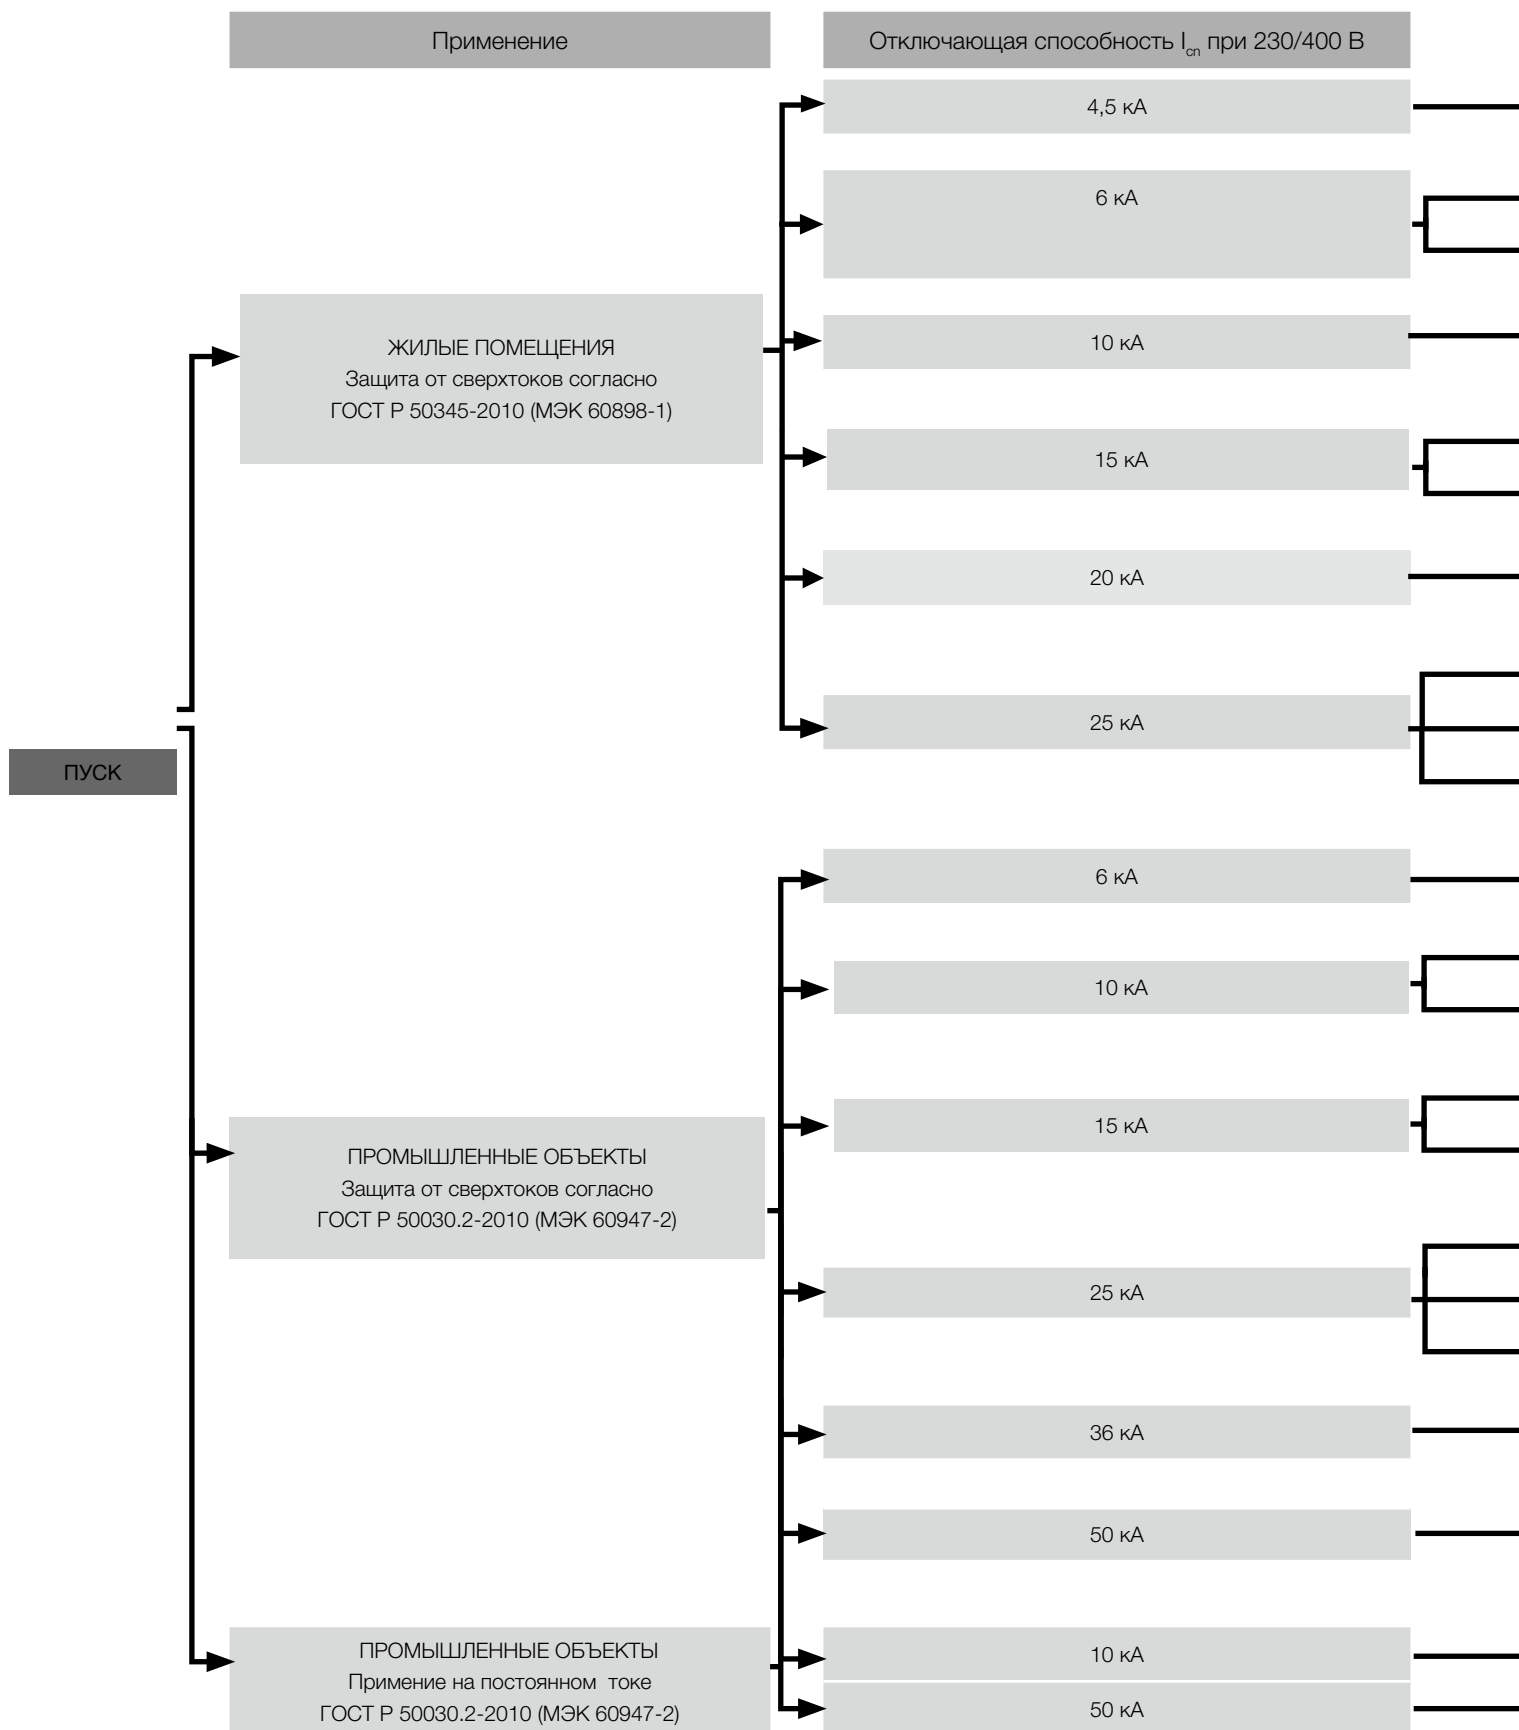 Применение
Отключающая способность Icn при 230/400 В
4,5 кА
6 кА
10 кА
ЖИЛЫЕ ПОМЕЩЕНИЯ
Защита от сверхтоков согласно
ГОСТ Р 50345-2010 (МЭК 60898-1)
15 кА
20 кА
25 кА
ПУСК
6 кА
10 кА
15 кА
ПРОМЫШЛЕННЫЕ ОБЪЕКТЫ
Защита от сверхтоков согласно
ГОСТ Р 50030.2-2010 (МЭК 60947-2)
25 кА
36 кА
50 кА
ПРОМЫШЛЕННЫЕ ОБЪЕКТЫ
Примение на постоянном токе
ГОСТ Р 50030.2-2010 (МЭК 60947-2)
10 кА
50 кА